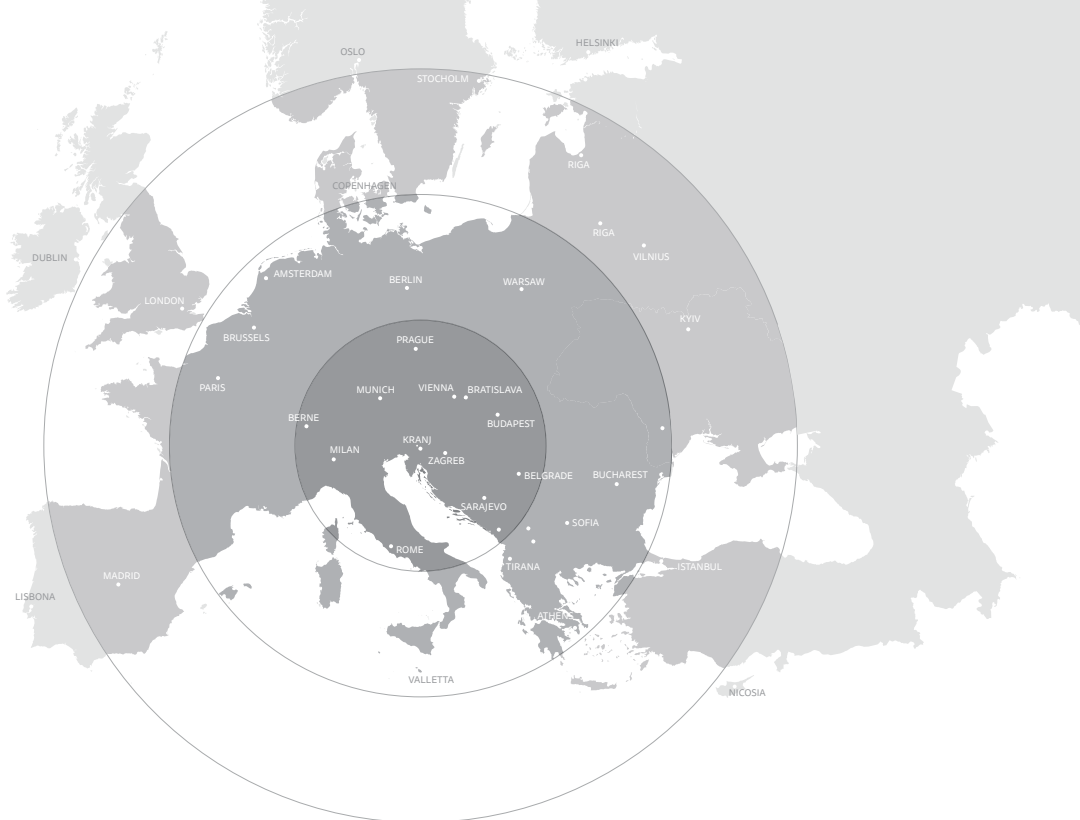 HELSINKI
OSLO
STOCHOLM
RIGA
COPENHAGEN
RIGA
VILNIUS
DUBLIN
AMSTERDAM
BERLIN
WARSAW
LONDON
KYIV
BRUSSELS
PRAGUE
PARIS
MUNICH
VIENNA
BRATISLAVA
BERNE
BUDAPEST
KRANJ
MILAN
ZAGREB
BELGRADE
BUCHAREST
SARAJEVO
SOFIA
ROME
TIRANA
ISTANBUL
MADRID
LISBONA
ATHENS
VALLETTA
NICOSIA